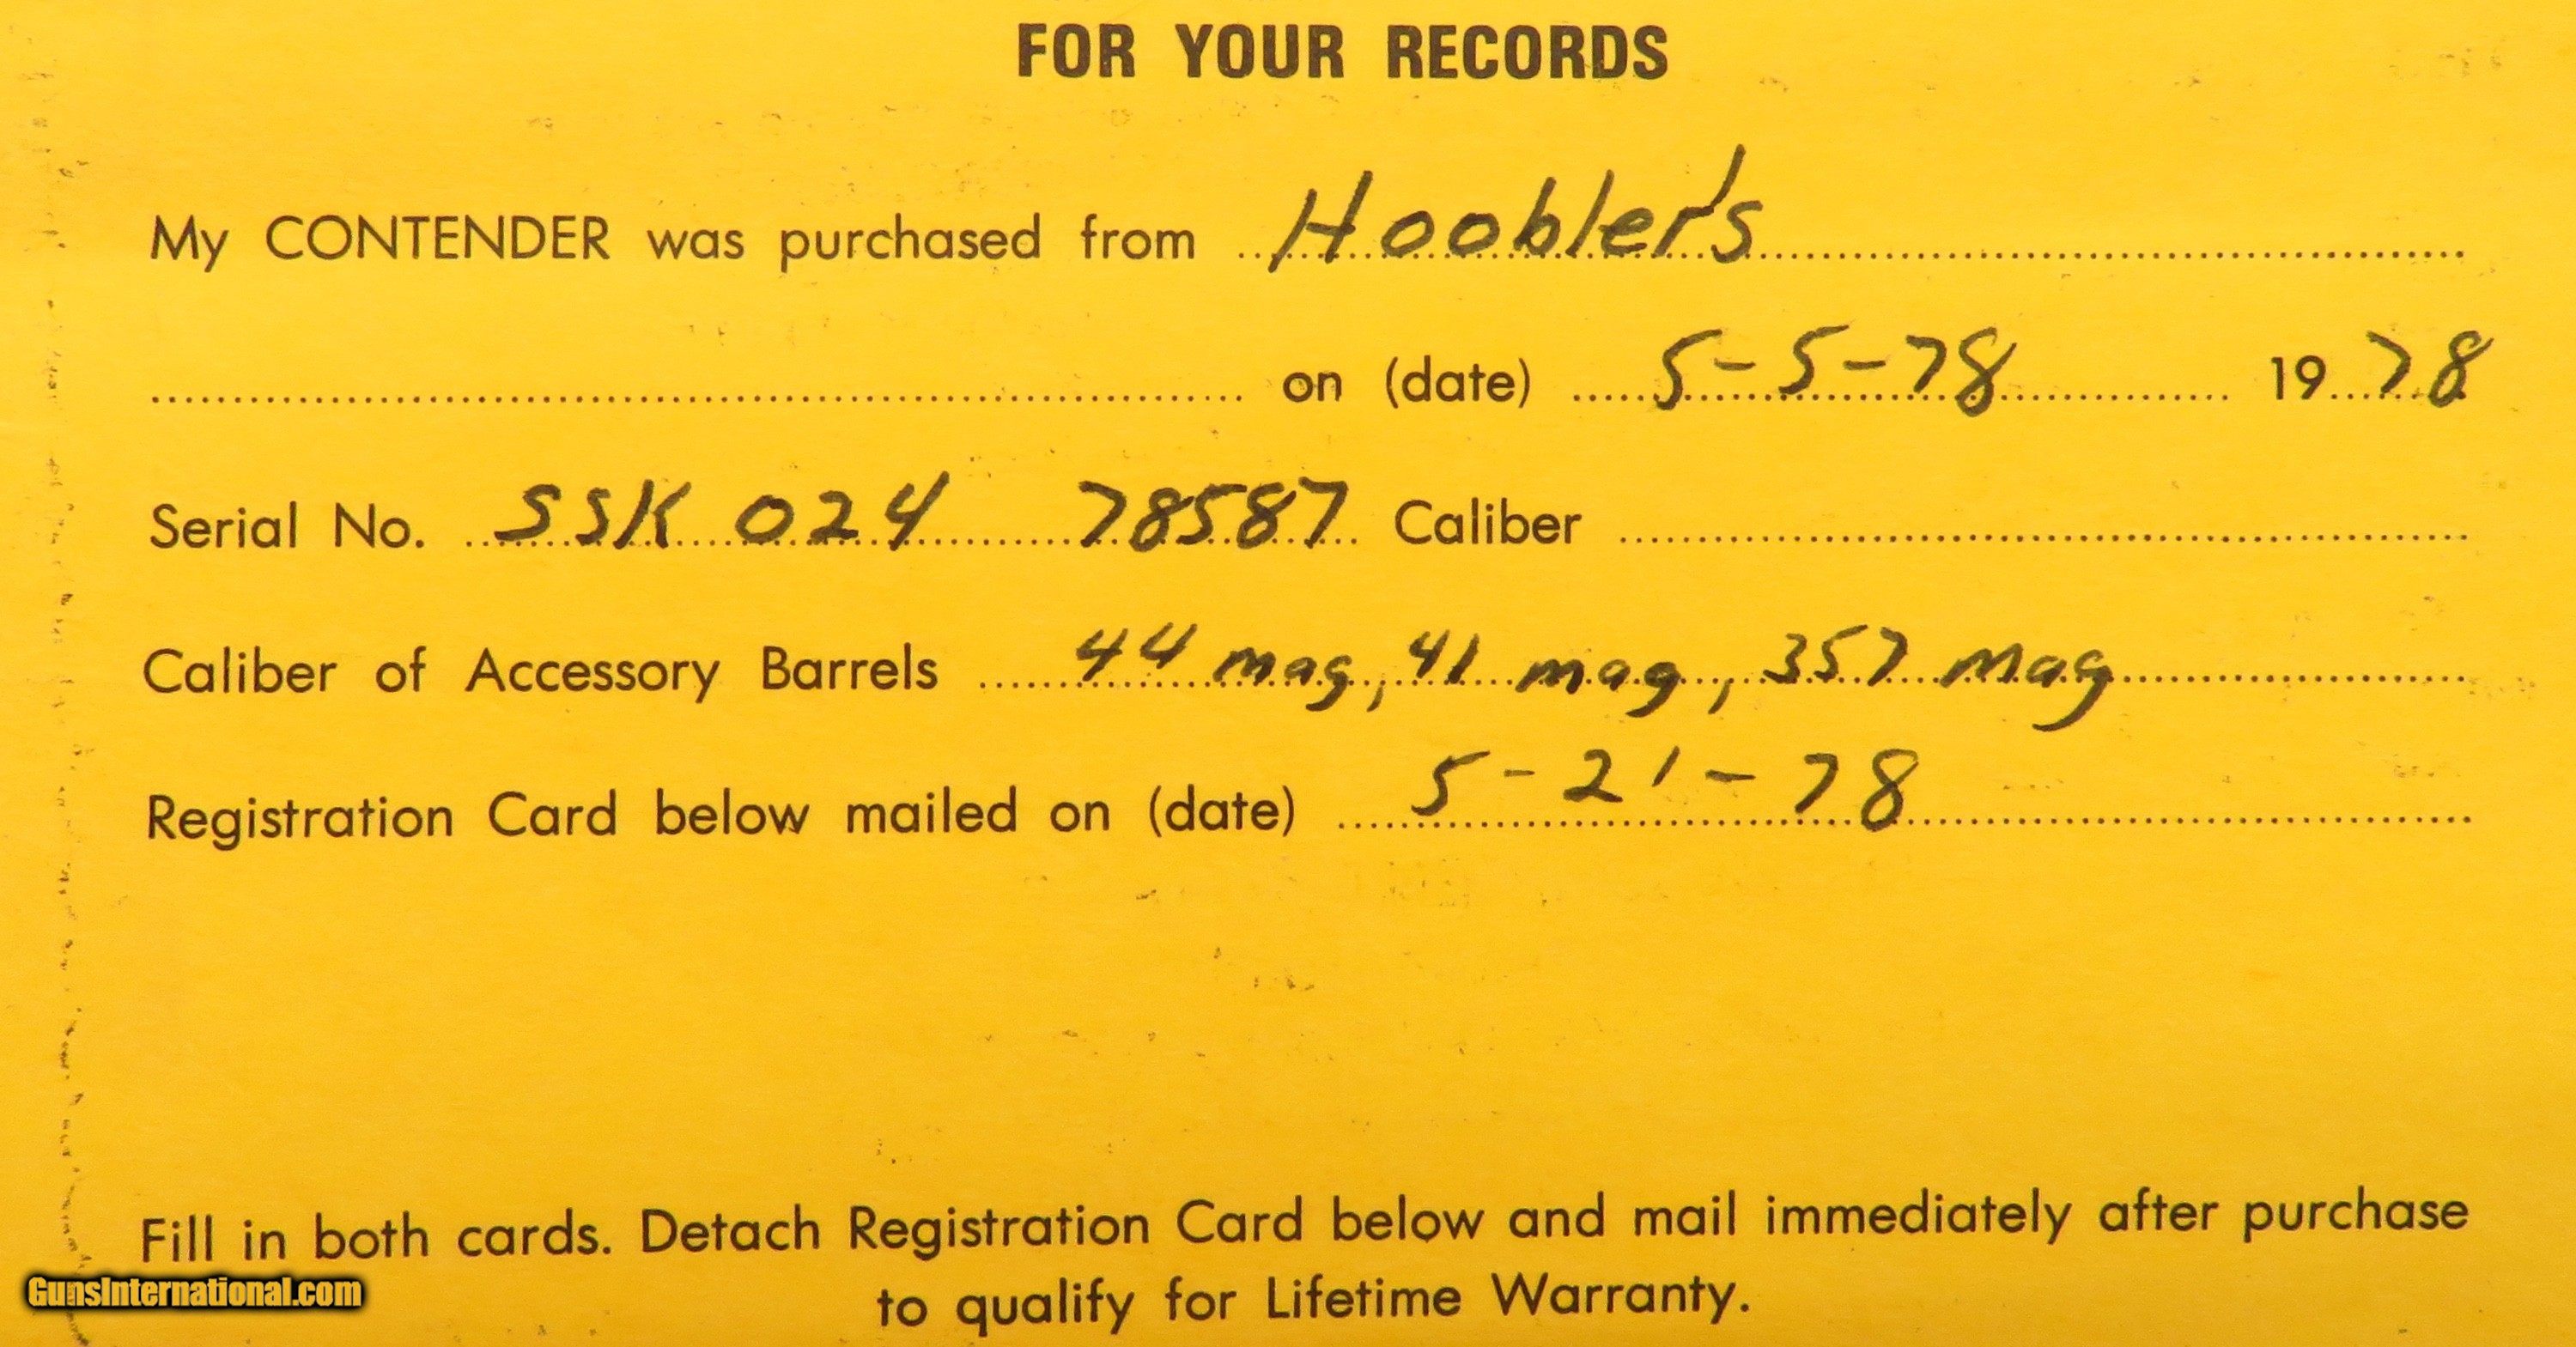 FOR YOUR RECORDS
My CONTENDER was purchased from ..Hoobler's..........
.......... on (date) .....5-5-78.......... 19..78
Serial No. ..SSK 024 78587.. Caliber ..........
Caliber of Accessory Barrels .....44 mag, 41 mag, 357 Mag..........
Registration Card below mailed on (date) .....5-21-78..........
Fill in both cards. Detach Registration Card below and mail immediately after purchase
to qualify for Lifetime Warranty.
GunsInternational.com